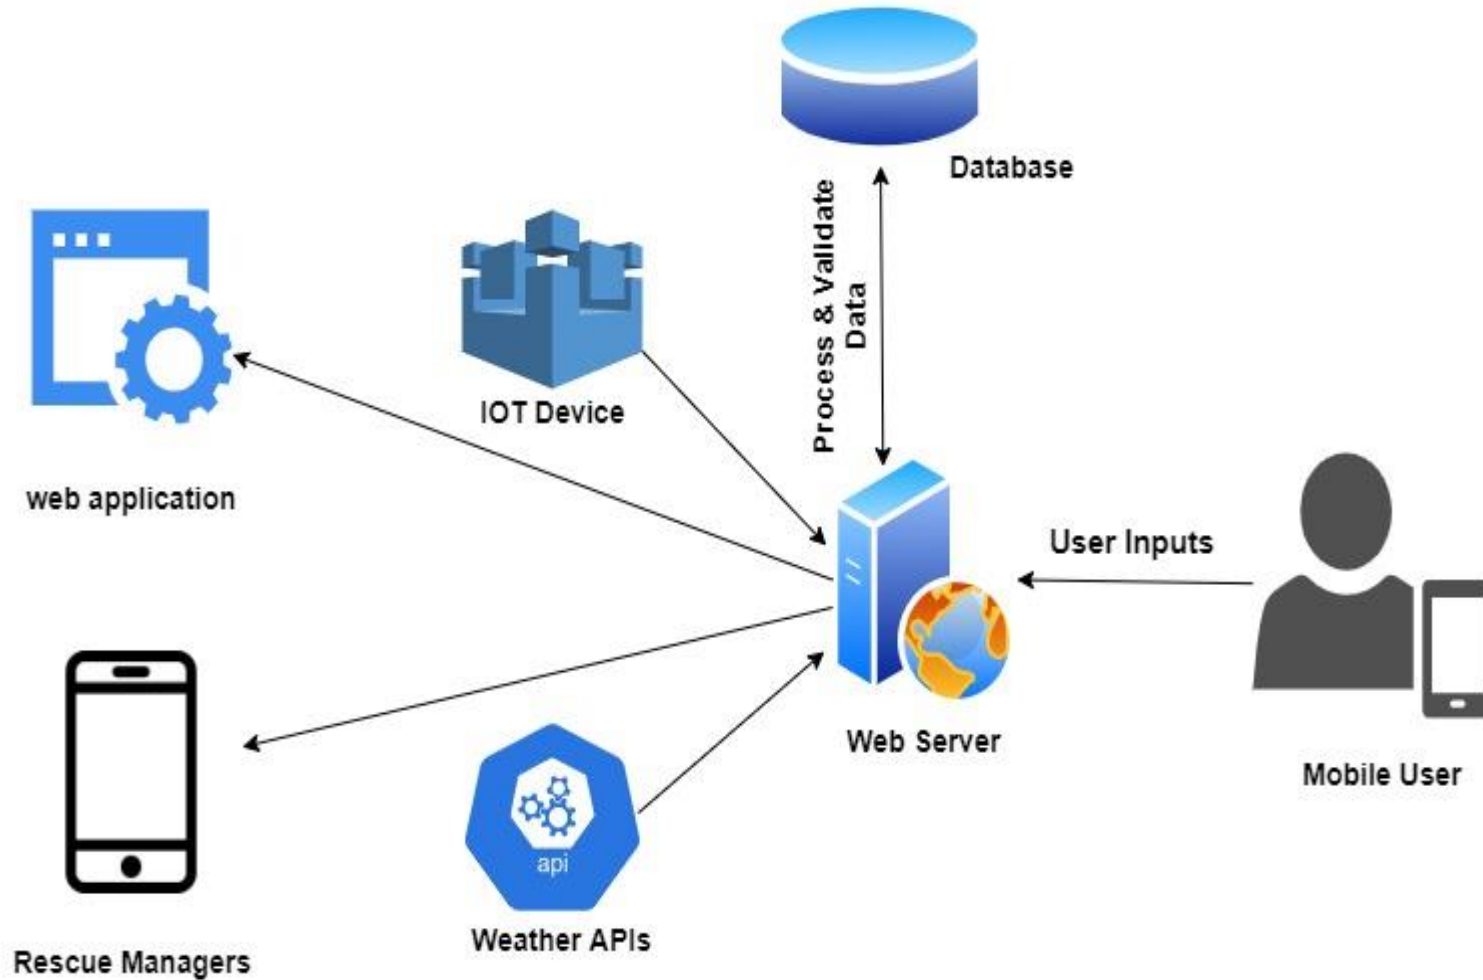 Database
Process & Validate
Data
IOT Device
web application
User Inputs
Web Server
Mobile User
api
Weather APIs
Rescue Managers